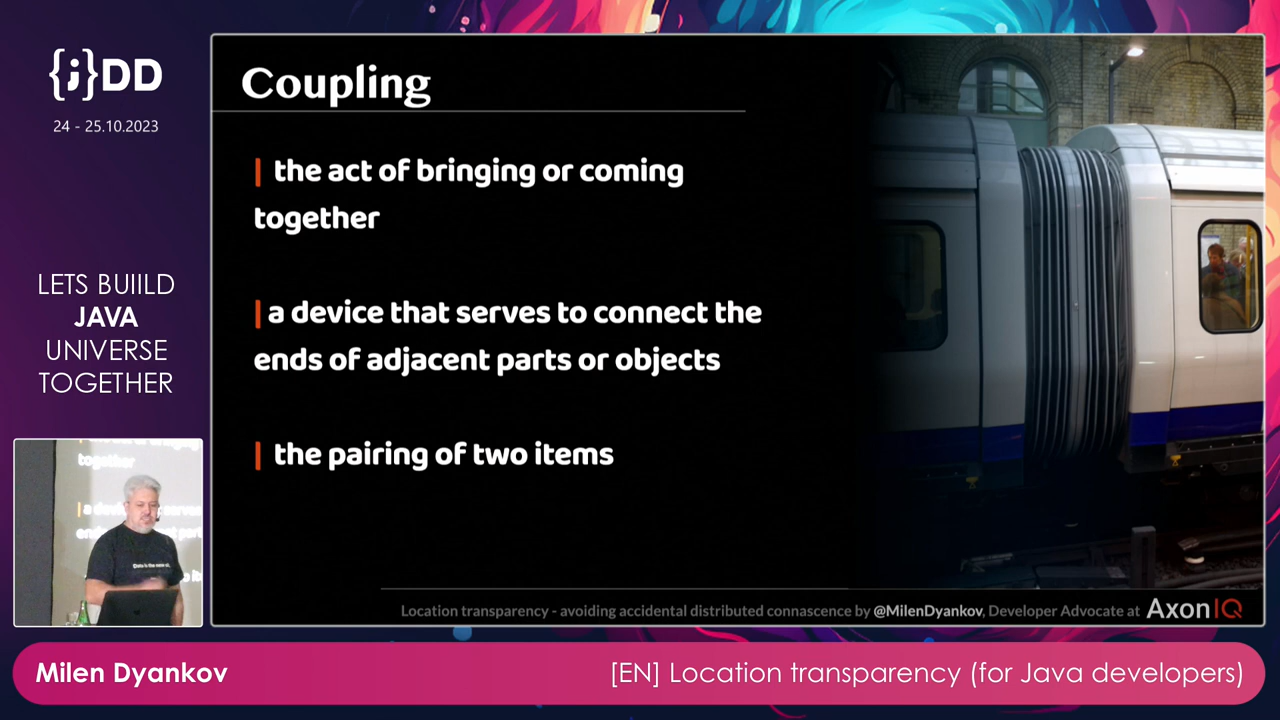 {j}DD
24 - 25.10.2023
LETS BUIILD
JAVA
UNIVERSE
TOGETHER
Coupling
| the act of bringing or coming
together
| a device that serves to connect the
ends of adjacent parts or objects
| the pairing of two items
Location transparency - avoiding accidental distributed connascence by @MilenDyankov, Developer Advocate at AxonIQ
together
Milen Dyankov
[EN] Location transparency (for Java developers)